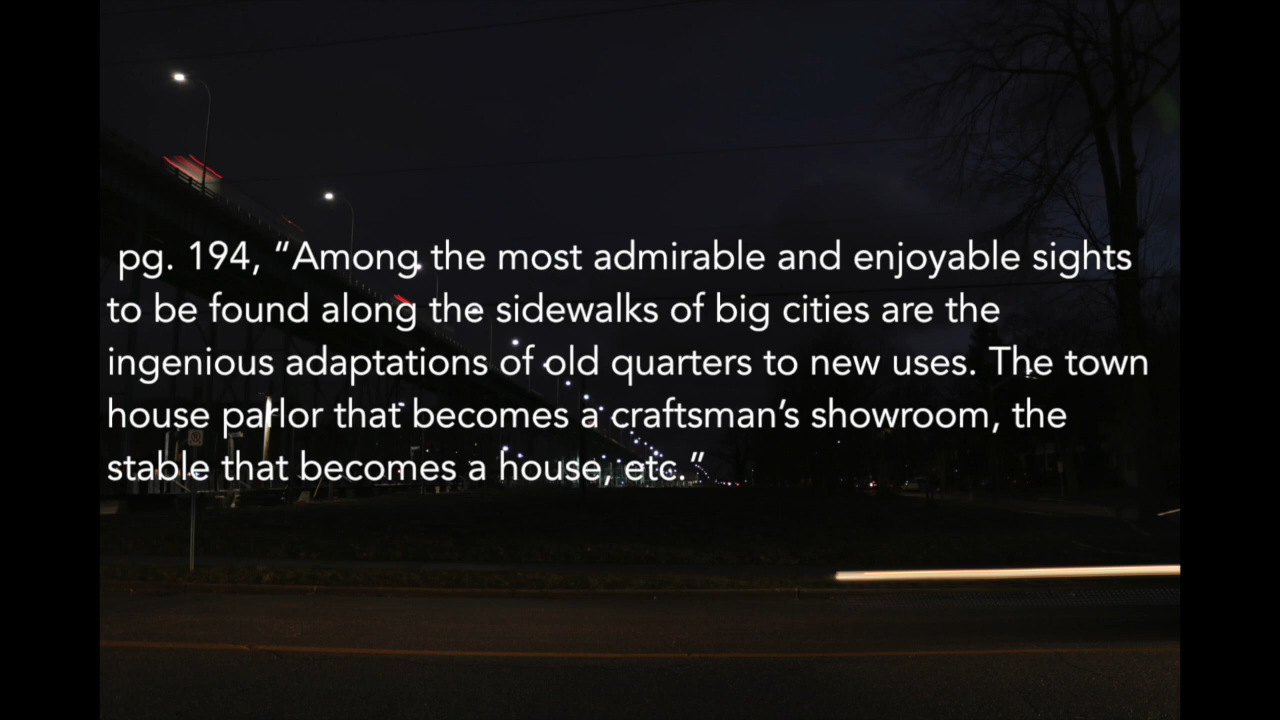 pg. 194, “Among the most admirable and enjoyable sights
to be found along the sidewalks of big cities are the
ingenious adaptations of old quarters to new uses. The town
house parlor that becomes a craftsman’s showroom, the
stable that becomes a house, etc.”